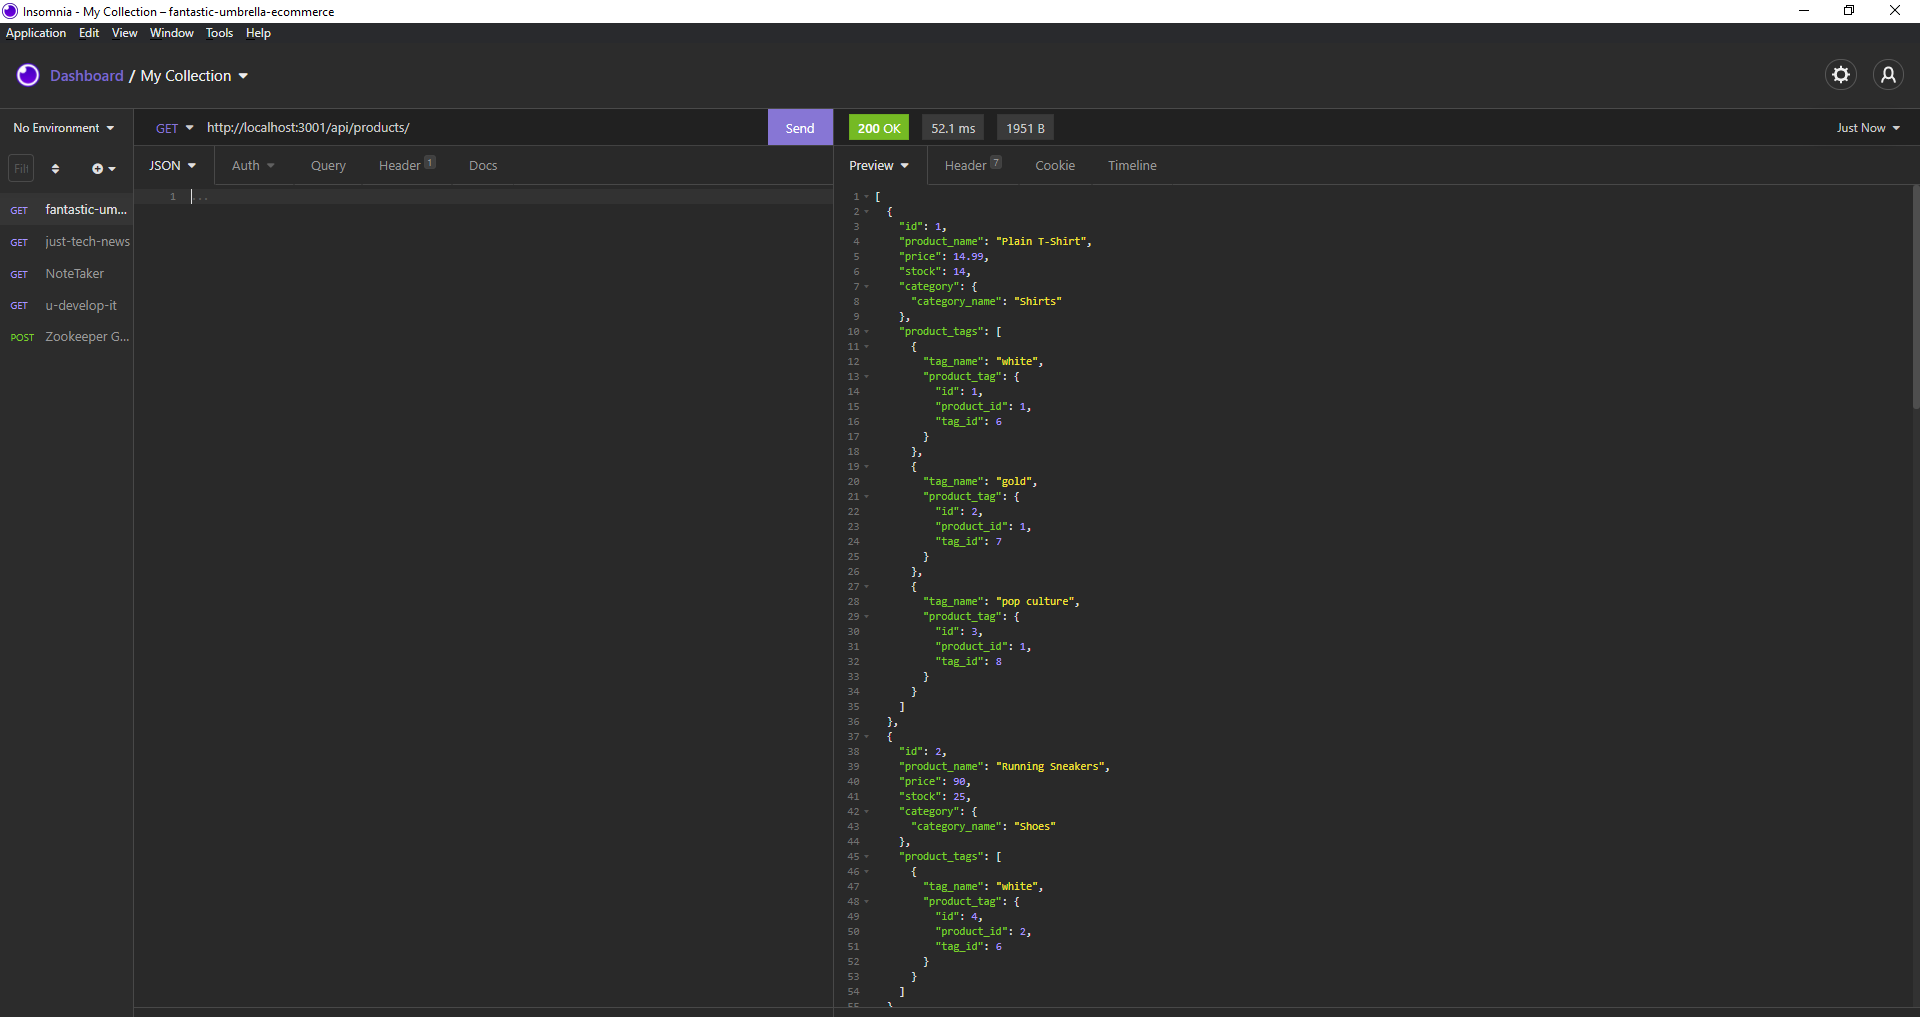 Insomnia - My Collection – fantastic-umbrella-ecommerce
Application Edit View Window Tools Help
Dashboard / My Collection
No Environment
GET http://localhost:3001/api/products/ Send
200 OK 52.1 ms 1951 B Just Now
JSON Auth Query Header 1 Docs
Preview Header 7 Cookie Timeline
Filt
GET fantastic-um...
GET just-tech-news
GET NoteTaker
GET u-develop-it
POST Zookeeper G...
1 ...
1 [
2 {
3 "id": 1,
4 "product_name": "Plain T-Shirt",
5 "price": 14.99,
6 "stock": 14,
7 "category": {
8 "category_name": "Shirts"
9 },
10 "product_tags": [
11 {
12 "tag_name": "white",
13 "product_tag": {
14 "id": 1,
15 "product_id": 1,
16 "tag_id": 6
17 }
18 },
19 {
20 "tag_name": "gold",
21 "product_tag": {
22 "id": 2,
23 "product_id": 1,
24 "tag_id": 7
25 }
26 },
27 {
28 "tag_name": "pop culture",
29 "product_tag": {
30 "id": 3,
31 "product_id": 1,
32 "tag_id": 8
33 }
34 }
35 ]
36 },
37 {
38 "id": 2,
39 "product_name": "Running Sneakers",
40 "price": 90,
41 "stock": 25,
42 "category": {
43 "category_name": "Shoes"
44 },
45 "product_tags": [
46 {
47 "tag_name": "white",
48 "product_tag": {
49 "id": 4,
50 "product_id": 2,
51 "tag_id": 6
52 }
53 }
54 ]
55 }